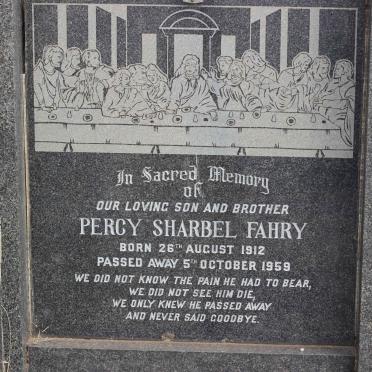 In Sacred Memory
of
OUR LOVING SON AND BROTHER
PERCY SHARBEL FAHRY
BORN 26TH AUGUST 1912
PASSED AWAY 5TH OCTOBER 1959
WE DID NOT KNOW THE PAIN HE HAD TO BEAR,
WE DID NOT SEE HIM DIE,
WE ONLY KNEW HE PASSED AWAY
AND NEVER SAID GOODBYE.